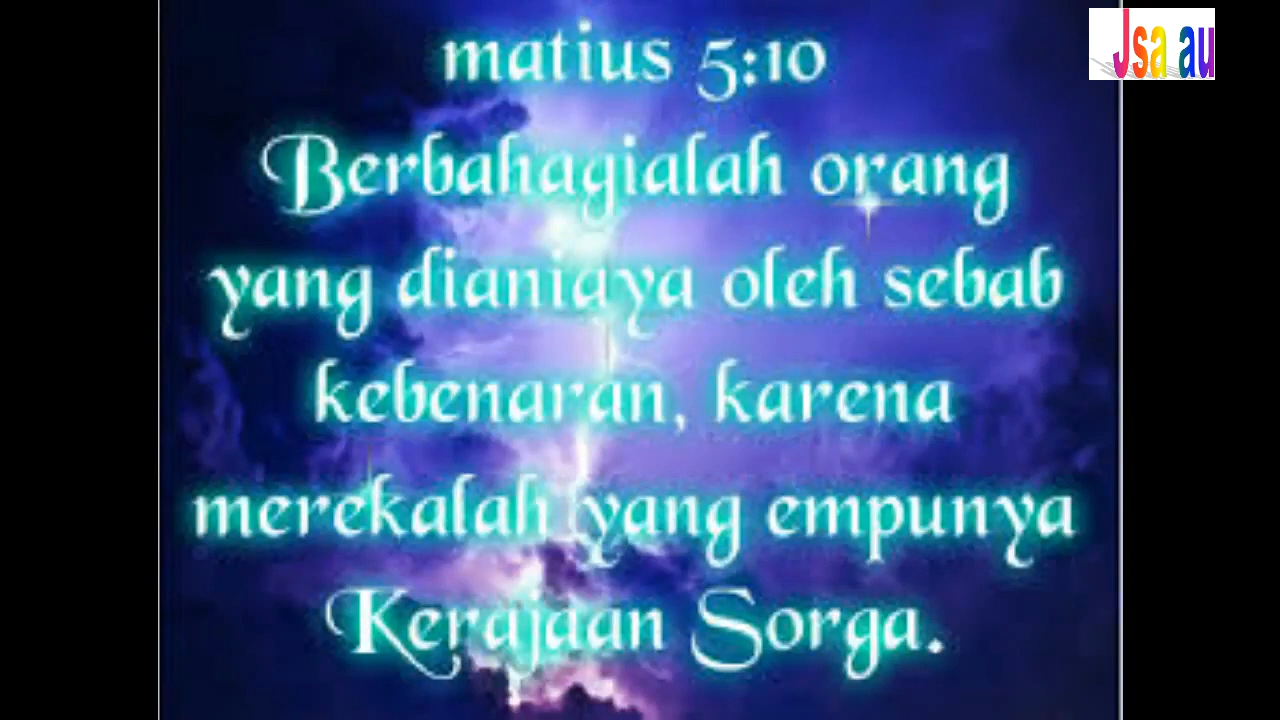 Jsa au
matius 5:10
Berbahagialah orang
yang dianiaya oleh sebab
kebenaran, karena
merekalah yang empunya
Kerajaan Sorga.